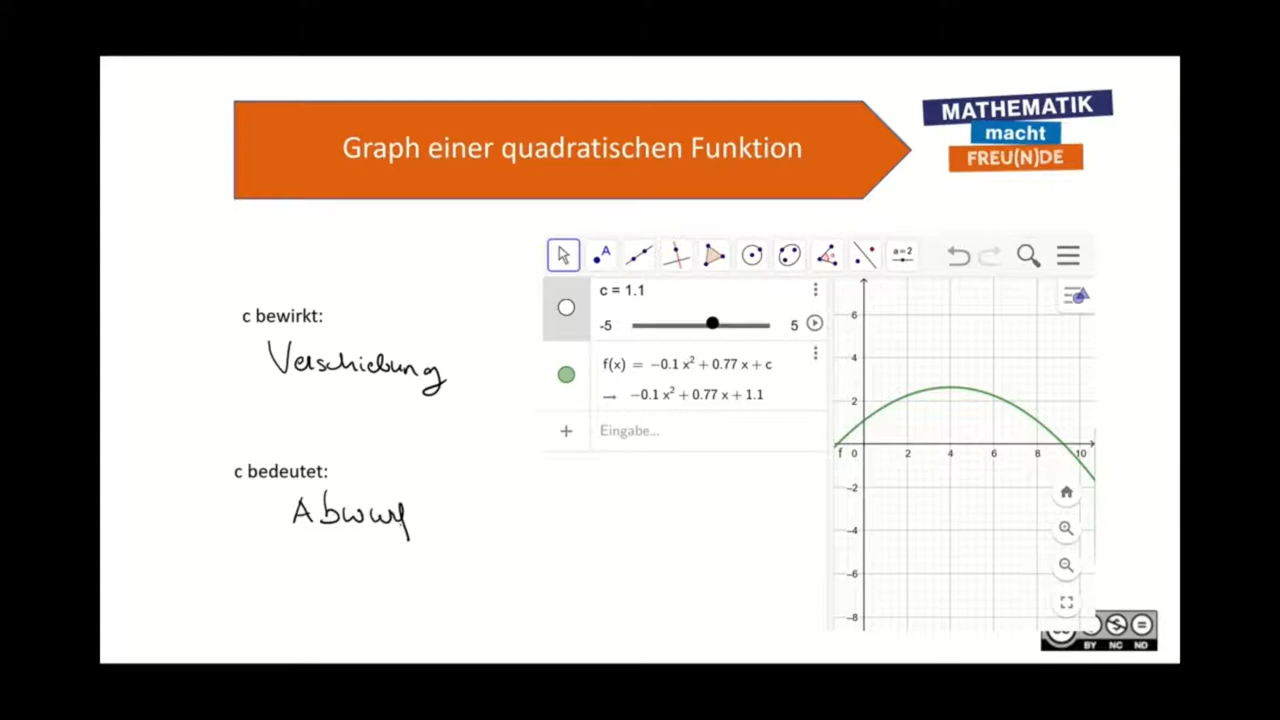 Graph einer quadratischen Funktion
MATHEMATIK
macht
FREU(N)DE
c bewirkt:
Verschiebung
c bedeutet:
Abwurf
A
a=2
c = 1.1
-5
5
f(x) = −0.1 x² + 0.77 x + c
→ −0.1 x² + 0.77 x + 1.1
+ Eingabe...
6
4
2
f 0 2 4 6 8 10
−2
−4
−6
−8
BY NC ND